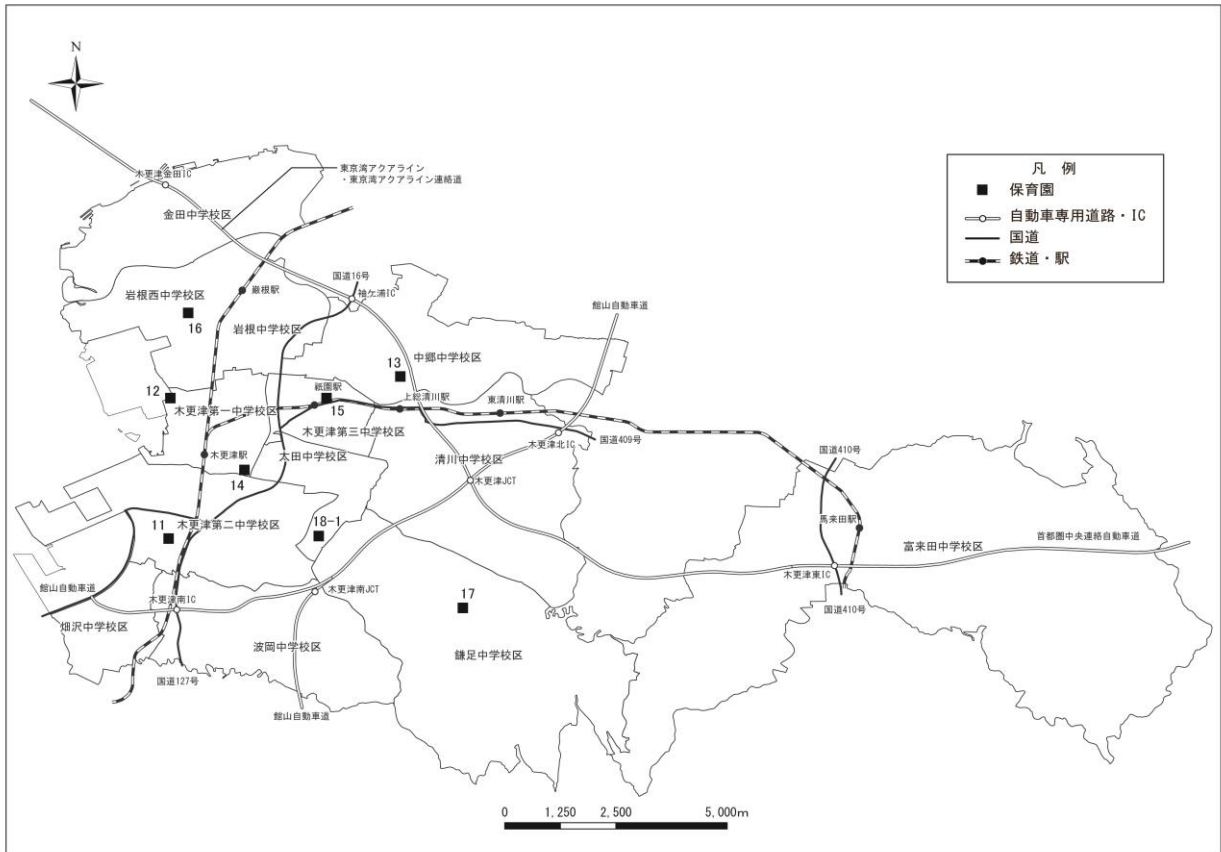 N
木更津金田IC
東京湾アクアライン
・東京湾アクアライン連絡道
金田中学校区
凡 例
保育園
自動車専用道路・IC
国道
鉄道・駅
国道16号
袖ケ浦IC
岩根西中学校区
巌根駅
16
岩根中学校区
館山自動車道
中郷中学校区
13
12
祇園駅
15
上総清川駅
東清川駅
木更津第一中学校区
木更津第三中学校区
国道409号
木更津北IC
木更津駅
太田中学校区
清川中学校区
国道410号
14
木更津JCT
11
木更津第二中学校区
18-1
馬来田駅
首都圏中央連絡自動車道
富来田中学校区
館山自動車道
木更津南IC
木更津南JCT
木更津東IC
17
国道410号
畑沢中学校区
波岡中学校区
鎌足中学校区
国道127号
館山自動車道
0 1,250 2,500 5,000m